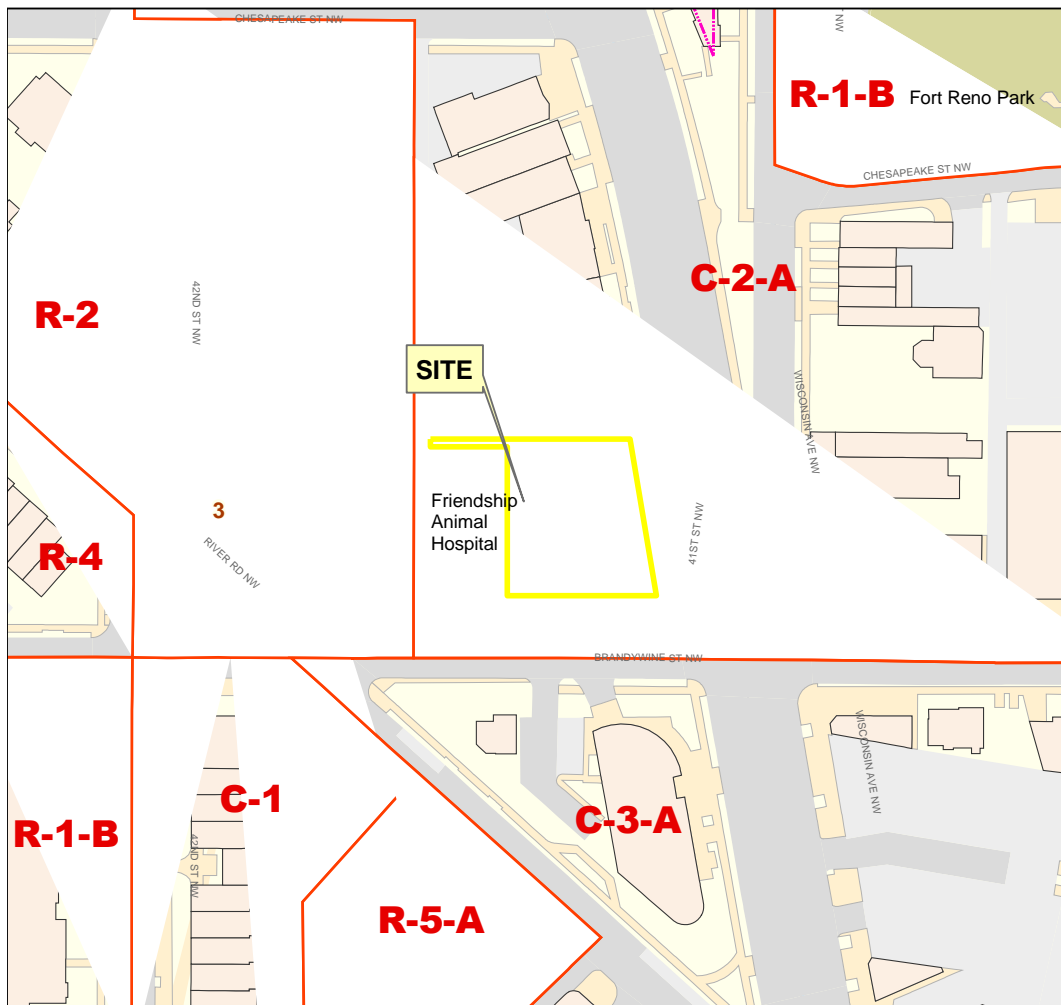 CHESAPEAKE ST NW
R-1-B
Fort Reno Park
CHESAPEAKE ST NW
C-2-A
R-2
42ND ST NW
SITE
WISCONSIN AVE NW
Friendship
Animal
Hospital
3
41ST ST NW
RIVER RD NW
R-4
BRANDYWINE ST NW
WISCONSIN AVE NW
C-1
C-3-A
R-1-B
42ND ST NW
R-5-A